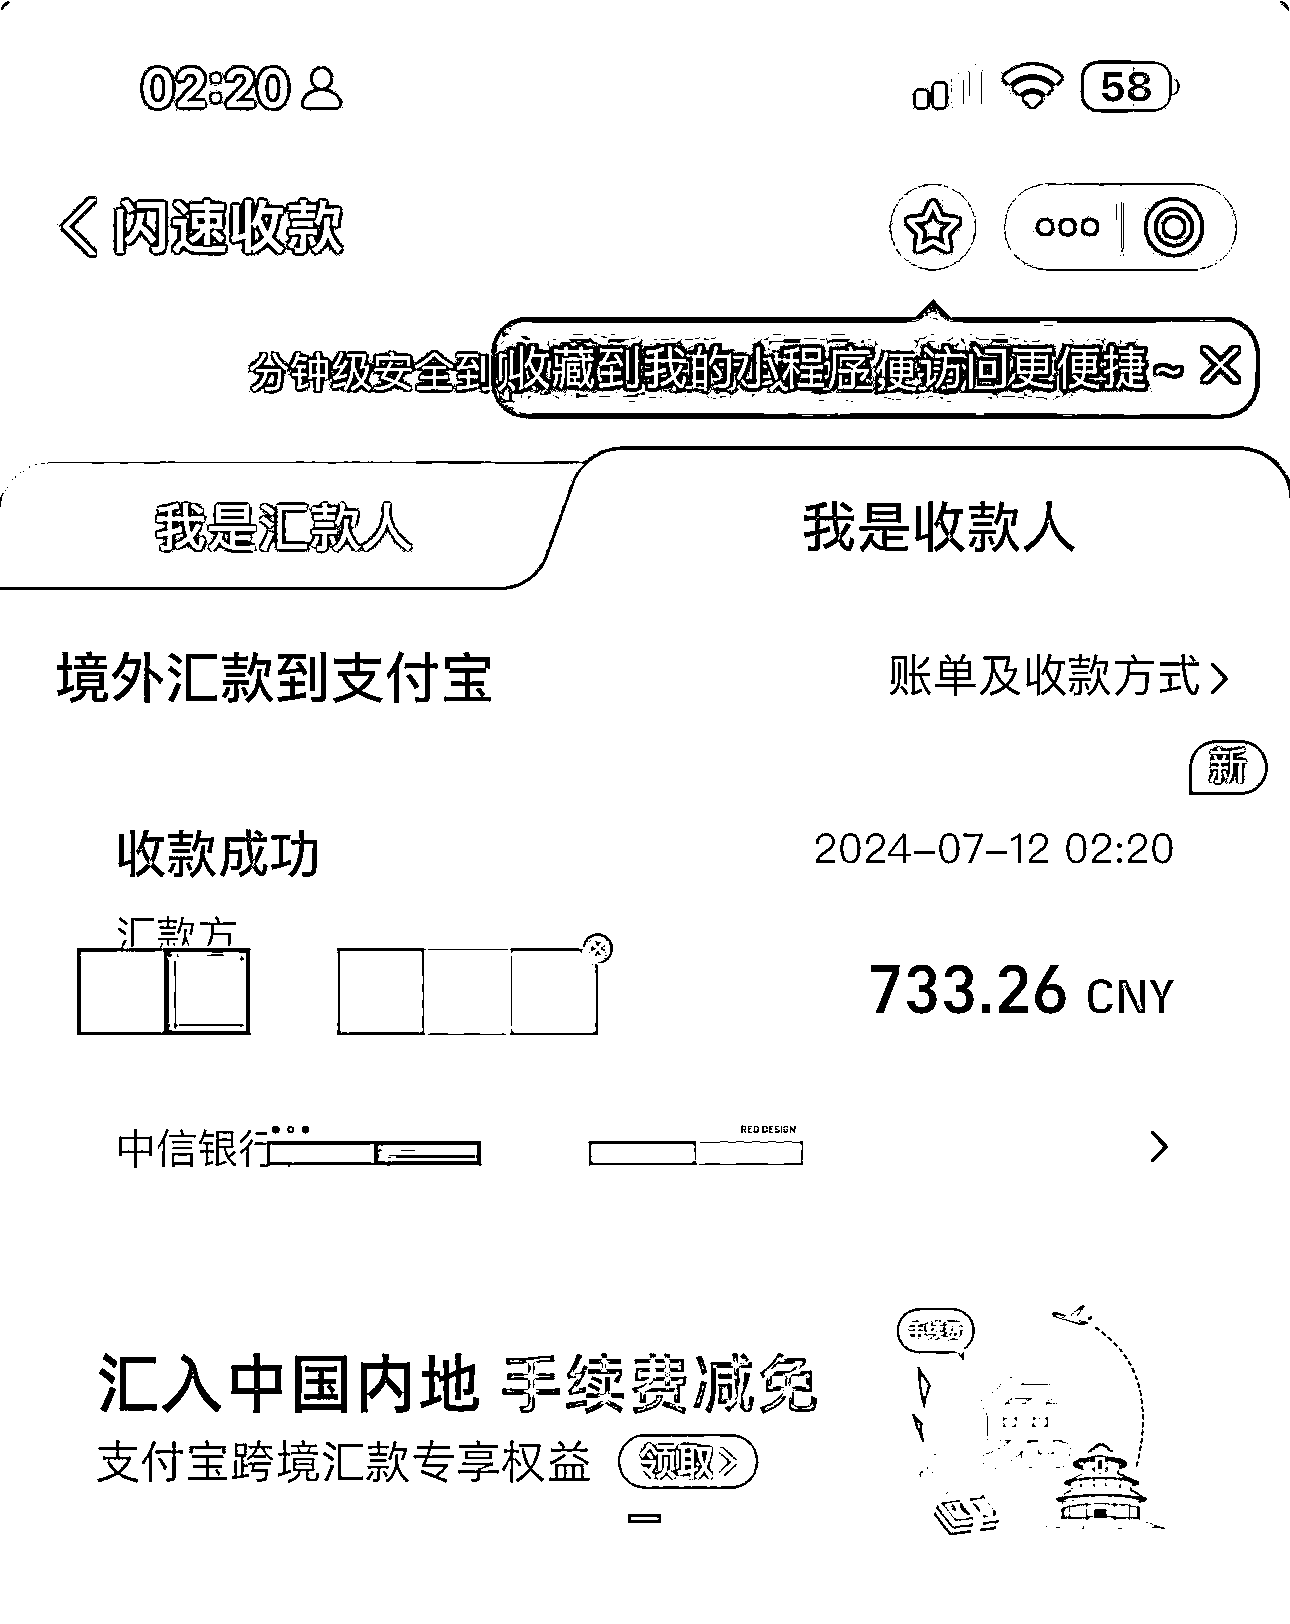 02:20 58
闪速收款
分钟级安全到 收藏到我的小程序便访问更便捷~
我是汇款人 我是收款人
境外汇款到支付宝 账单及收款方式
新
收款成功 2024-07-12 02:20
汇款方
733.26 CNY
RED DESIGN
中信银行
手续费
汇入中国内地 手续费减免
支付宝跨境汇款专享权益 领取